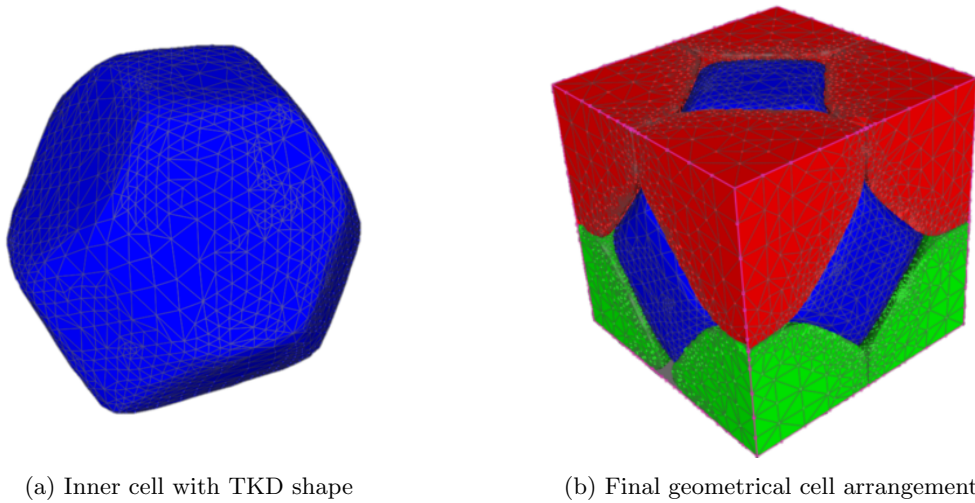 (a) Inner cell with TKD shape
(b) Final geometrical cell arrangement